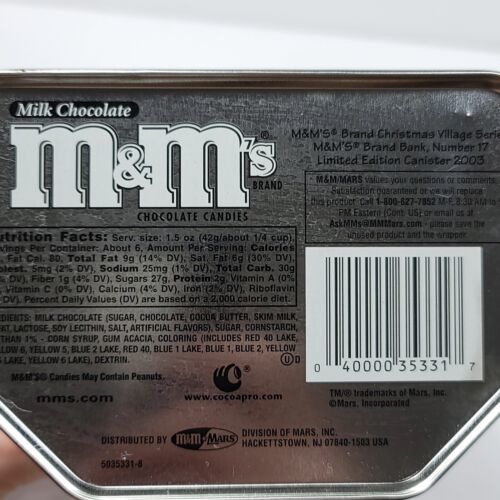 Milk Chocolate
m&m's®
BRAND
CHOCOLATE CANDIES
M&M'S® Brand Christmas Village
M&M'S® Brand Bank, Number 17
Limited Edition Canister 2003
M&M/MARS values your questions or comments.
Satisfaction guaranteed or we will replace
this product. Call 1-800-627-7852 M-F, 8:30 AM to
PM Eastern (Cont. US) or email us at
AskMMs@MMMars.com - please save the
unused product and the wrapper.
Nutrition Facts: Serv. size: 1.5 oz (42g/about 1/4 cup),
Per Container: About 6, Amount Per Serving: Calories
Fat Cal. 80, Total Fat 9g (14% DV), Sat. Fat 6g (30% DV),
5mg (2% DV), Sodium 25mg (1% DV), Total Carb. 30g
DV), Fiber 1g (4% DV), Sugars 27g, Protein 2g, Vitamin A (0%
Vitamin C (0% DV), Calcium (4% DV), Iron (2% DV), Riboflavin
DV). Percent Daily Values (DV) are based on a 2,000 calorie diet.
MILK CHOCOLATE (SUGAR, CHOCOLATE, COCOA BUTTER, SKIM MILK,
LACTOSE, SOY LECITHIN, SALT, ARTIFICIAL FLAVORS), SUGAR, CORNSTARCH,
THAN 1% - CORN SYRUP, GUM ACACIA, COLORING (INCLUDES RED 40 LAKE,
6, YELLOW 5, BLUE 2 LAKE, RED 40, BLUE 1 LAKE, BLUE 1, BLUE 2, YELLOW
5 LAKE, YELLOW 6 LAKE), DEXTRIN.
M&M'S® Candies May Contain Peanuts.
U D
mms.com
www.cocoapro.com
0 40000 35331 7
TM/® trademarks of Mars, Inc.
©Mars, Incorporated
DISTRIBUTED BY m&m/MARS DIVISION OF MARS, INC.
HACKETTSTOWN, NJ 07840-1503 USA
5035331-8